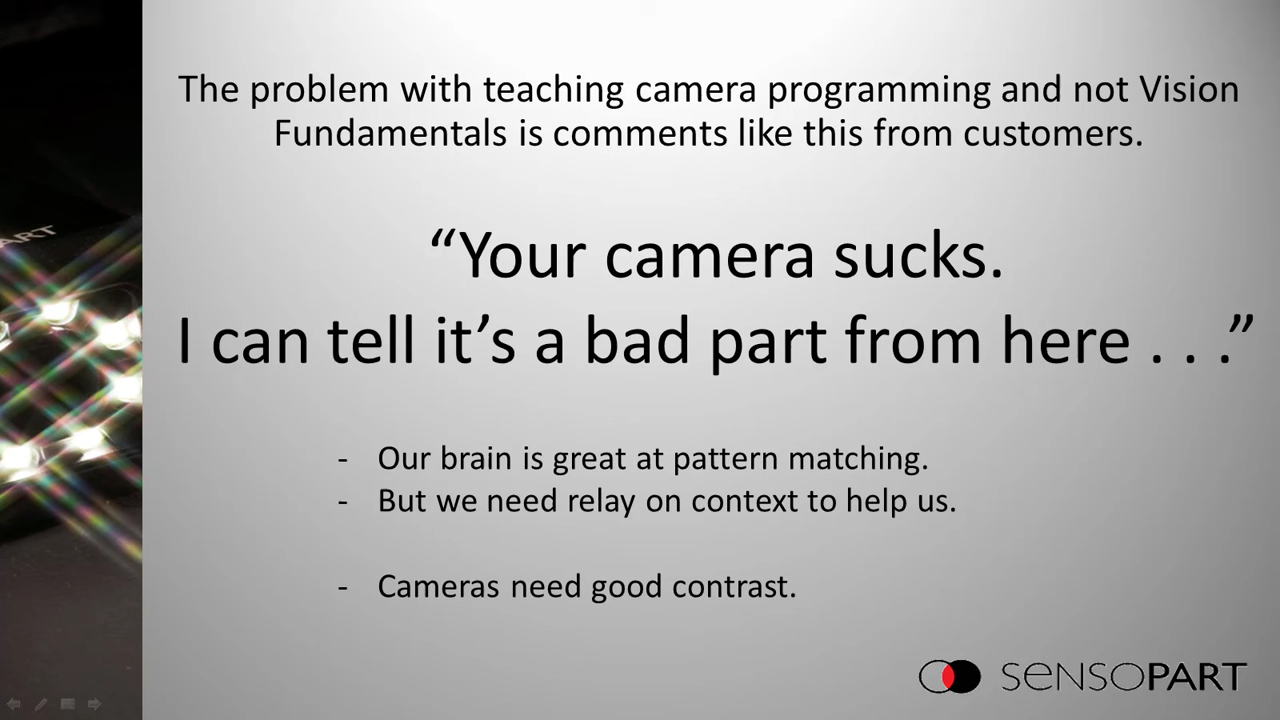 The problem with teaching camera programming and not Vision
Fundamentals is comments like this from customers.
“Your camera sucks.
I can tell it’s a bad part from here . . .”
- Our brain is great at pattern matching.
- But we need relay on context to help us.
- Cameras need good contrast.
ART
SENSOPART